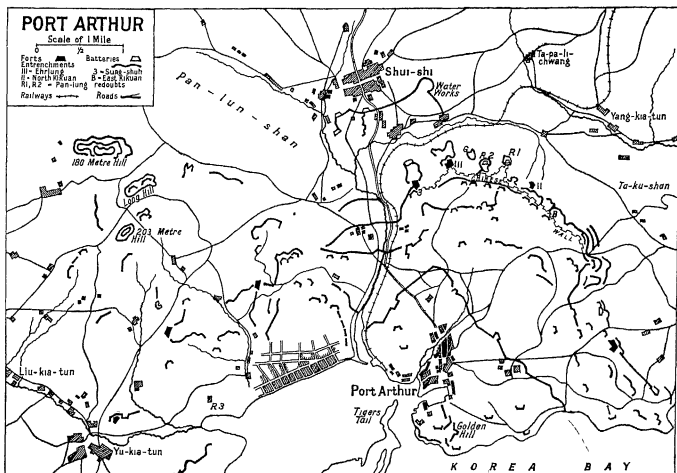 PORT ARTHUR
Scale of 1 Mile
0 ½ 1
Forts Batteries
Entrenchments
III - Ehrlung 3 - Sung-shuh
II - North Kikuan B - East Kikuan
R1, R2 - Pan-lung redoubts
Railways Roads
Pan-lun-shan
Shui-shi
Water
Works
Ta-pa-li-
chwang
Yang-kia-tun
180 Metre Hill
Long Hill
203 Metre
Hill
III
G
R2
R1
II
B
WALL
Ta-ku-shan
Liu-kia-tun
Yu-kia-tun
R3
Port Arthur
Tigers
Tail
Golden
Hill
KOREA BAY